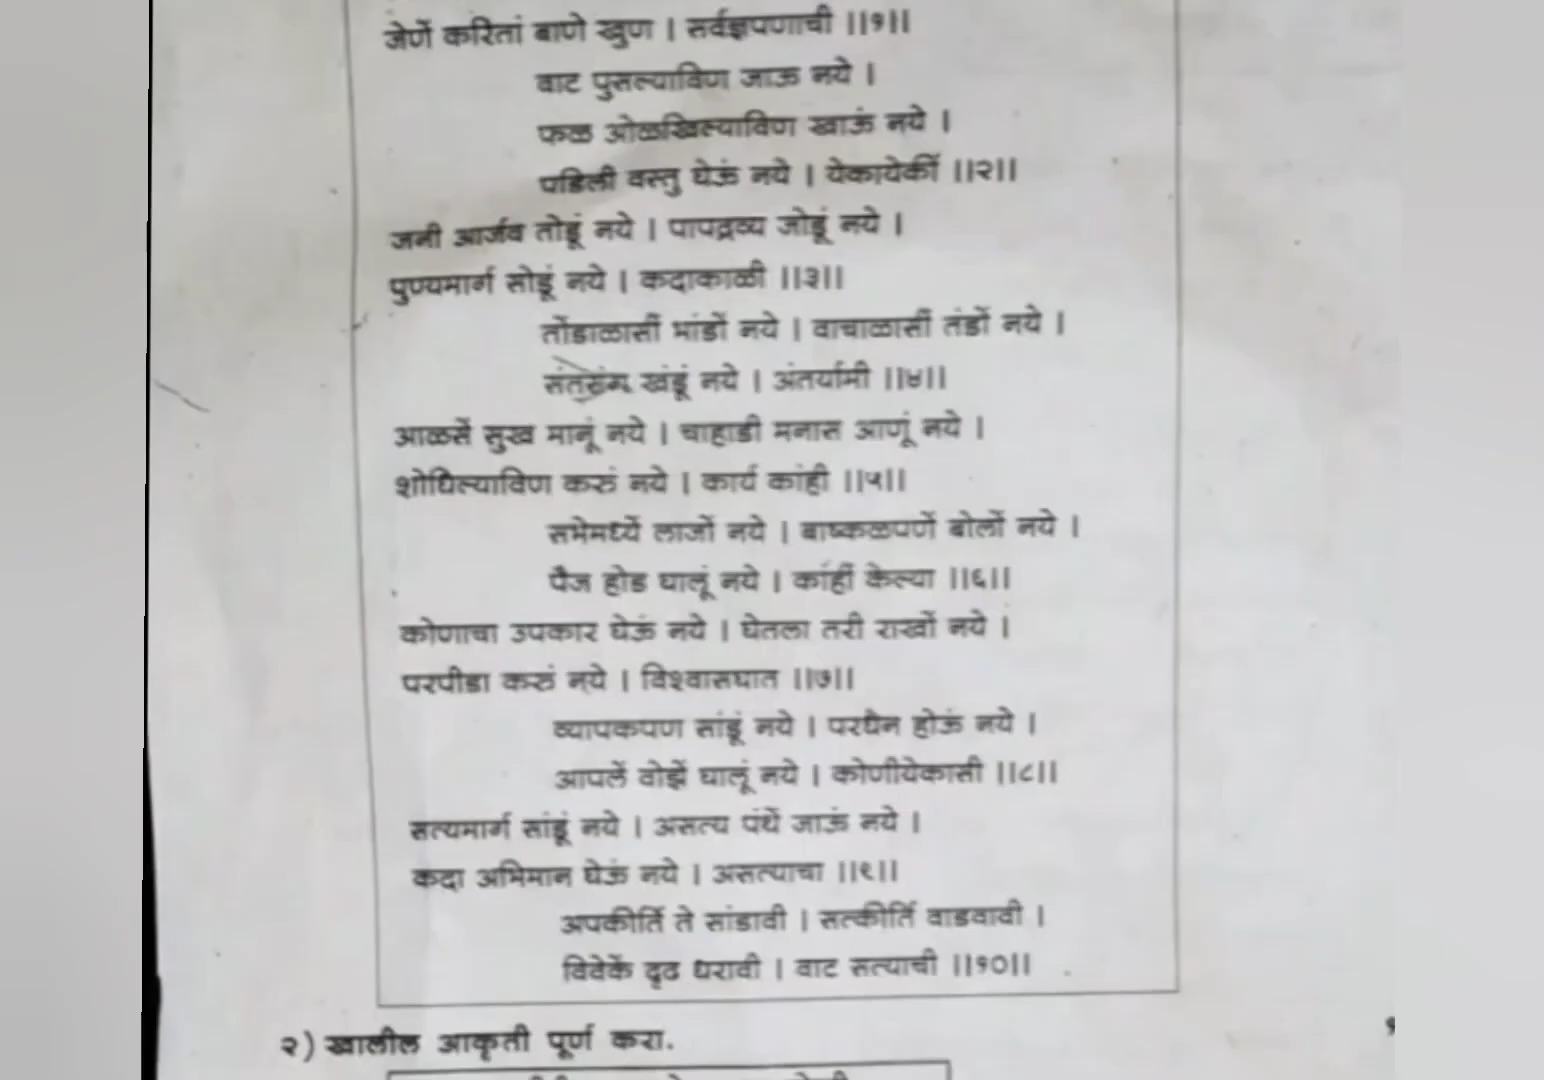 जेणें करितां बाणे खुण । सर्वज्ञपणाची ।।१।।
वाट पुसल्याविण जाऊ नये ।
फळ ओळखिल्याविण खाऊं नये ।
पडिली वस्तु घेऊं नये । येकायेकीं ।।२।।
जनी आर्जव तोडूं नये । पापद्रव्य जोडूं नये ।
पुण्यमार्ग सोडूं नये । कदाकाळी ।।३।।
तोंडाळासीं भांडों नये । वाचाळासीं तंडों नये ।
संतसंग खंडूं नये । अंतर्यामी ।।४।।
आळसें सुख मानूं नये । चाहाडी मनास आणूं नये ।
शोधिल्याविण करुं नये । कार्य कांही ।।५।।
सभेमध्यें लाजों नये । बाष्कळपणें बोलों नये ।
पैज होड घालूं नये । कांहीं केल्या ।।६।।
कोणाचा उपकार घेऊं नये । घेतला तरी राखों नये ।
परपीडा करुं नये । विश्वासघात ।।७।।
व्यापकपण सांडूं नये । परधेन होऊं नये ।
आपलें वोझें घालूं नये । कोणीयेकासी ।।८।।
सत्यमार्ग सांडूं नये । असत्य पंथें जाऊं नये ।
कदा अभिमान घेऊं नये । असत्याचा ।।९।।
अपकीर्ति ते सांडावी । सत्कीर्ति वाडवावी ।
विवेकें दृढ धरावी । वाट सत्याची ।।१०।।
२) खालील आकृती पूर्ण करा.